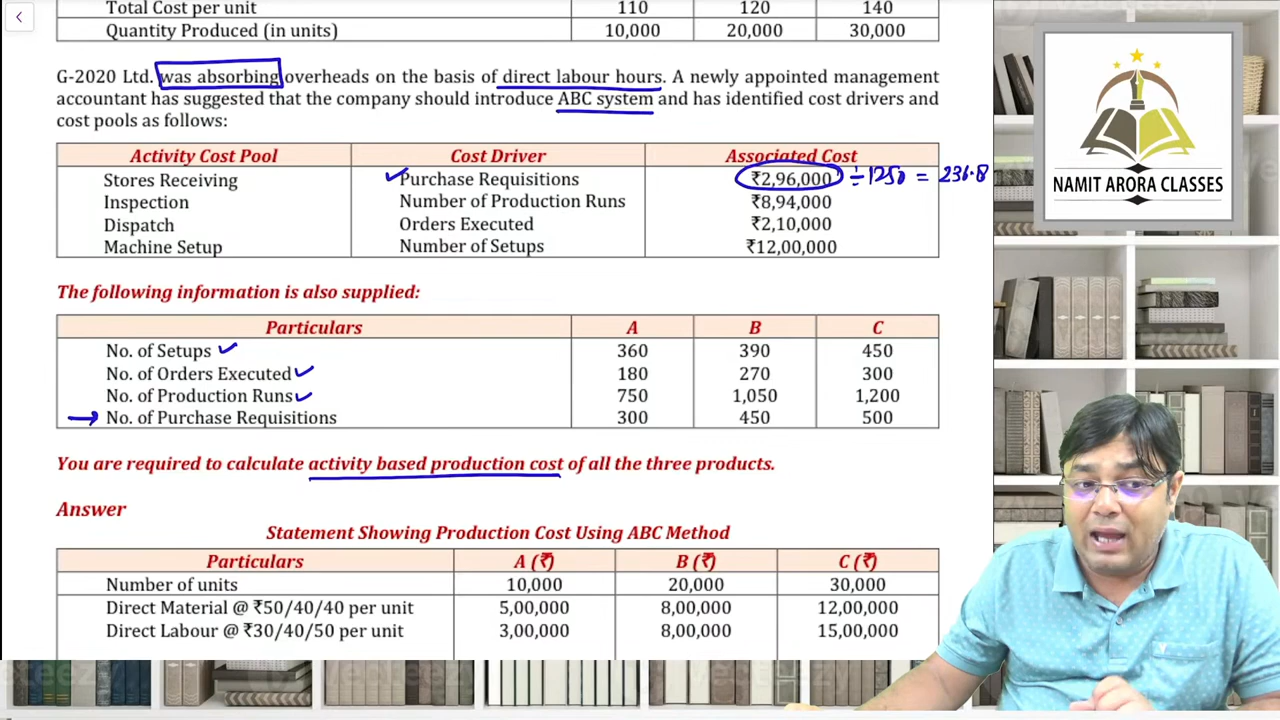 Total Cost per unit 110 120 140
Quantity Produced (in units) 10,000 20,000 30,000
G-2020 Ltd. was absorbing overheads on the basis of direct labour hours. A newly appointed management
accountant has suggested that the company should introduce ABC system and has identified cost drivers and
cost pools as follows:
Activity Cost Pool Cost Driver Associated Cost
Stores Receiving Purchase Requisitions ₹2,96,000 ÷ 1250 = 236.8
Inspection Number of Production Runs ₹8,94,000
Dispatch Orders Executed ₹2,10,000
Machine Setup Number of Setups ₹12,00,000
The following information is also supplied:
Particulars A B C
No. of Setups 360 390 450
No. of Orders Executed 180 270 300
No. of Production Runs 750 1,050 1,200
No. of Purchase Requisitions 300 450 500
You are required to calculate activity based production cost of all the three products.
Answer
Statement Showing Production Cost Using ABC Method
Particulars A (₹) B (₹) C (₹)
Number of units 10,000 20,000 30,000
Direct Material @ ₹50/40/40 per unit 5,00,000 8,00,000 12,00,000
Direct Labour @ ₹30/40/50 per unit 3,00,000 8,00,000 15,00,000
NAMIT ARORA CLASSES